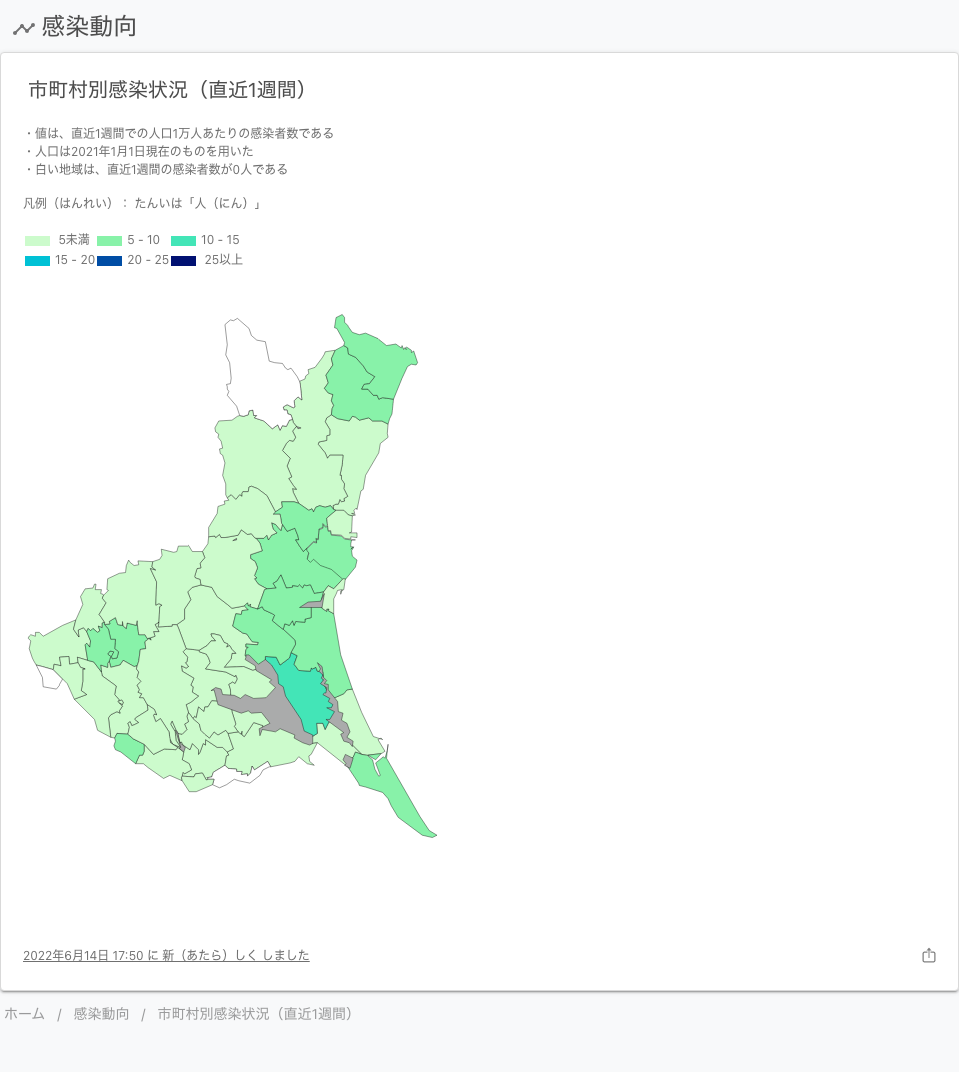 感染動向
市町村別感染状況（直近1週間）
・値は、直近1週間での人口1万人あたりの感染者数である
・人口は2021年1月1日現在のものを用いた
・白い地域は、直近1週間の感染者数が0人である
凡例（はんれい）： たんいは「人（にん）」
5未満 5 - 10 10 - 15
15 - 20 20 - 25 25以上
2022年6月14日 17:50 に 新（あたら）しく しました
ホーム / 感染動向 / 市町村別感染状況（直近1週間）